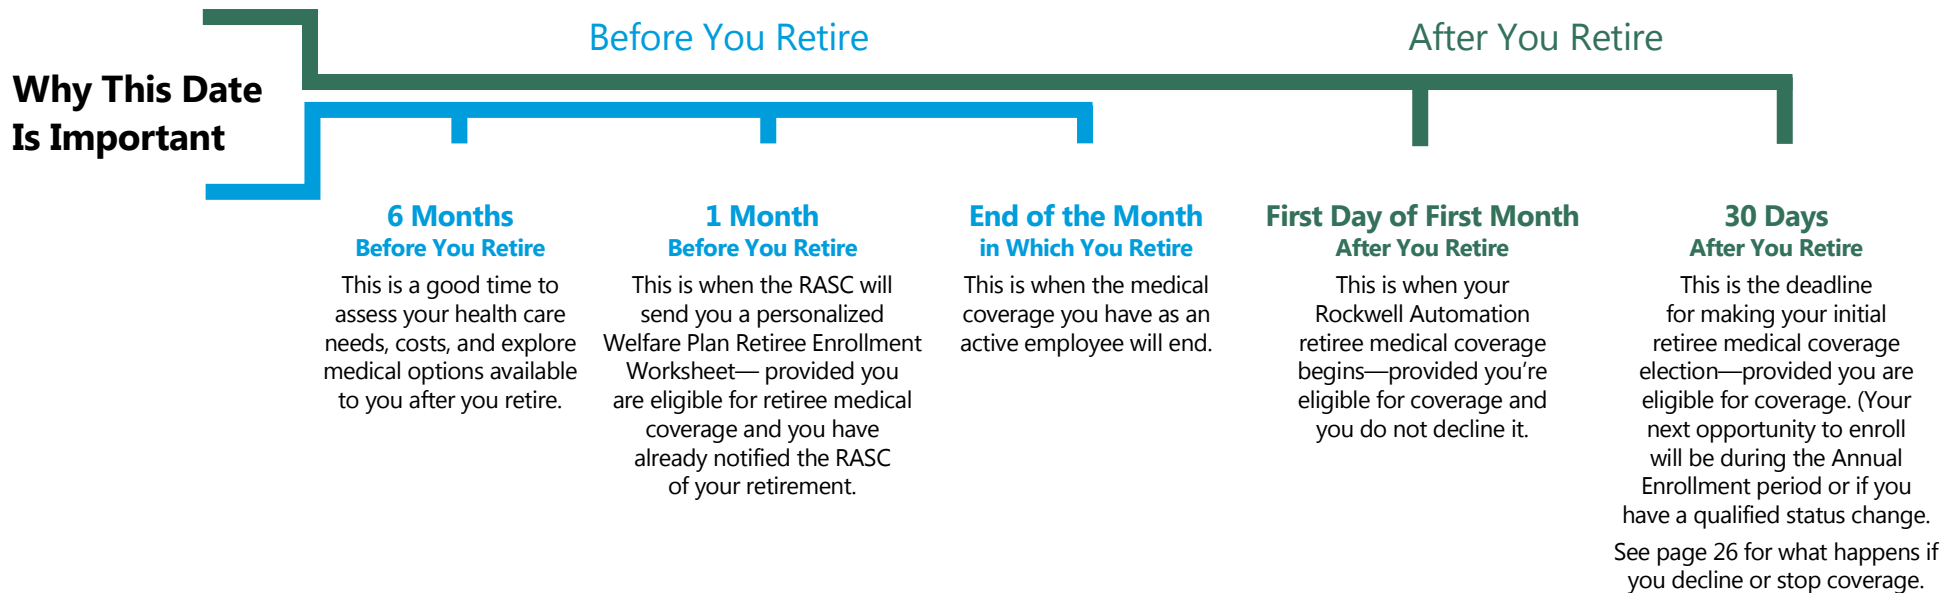 Before You Retire
After You Retire
Why This Date
Is Important
6 Months
Before You Retire
This is a good time to
assess your health care
needs, costs, and explore
medical options available
to you after you retire.
1 Month
Before You Retire
This is when the RASC will
send you a personalized
Welfare Plan Retiree Enrollment
Worksheet— provided you
are eligible for retiree medical
coverage and you have
already notified the RASC
of your retirement.
End of the Month
in Which You Retire
This is when the medical
coverage you have as an
active employee will end.
First Day of First Month
After You Retire
This is when your
Rockwell Automation
retiree medical coverage
begins—provided you’re
eligible for coverage and
you do not decline it.
30 Days
After You Retire
This is the deadline
for making your initial
retiree medical coverage
election—provided you are
eligible for coverage. (Your
next opportunity to enroll
will be during the Annual
Enrollment period or if you
have a qualified status change.
See page 26 for what happens if
you decline or stop coverage.